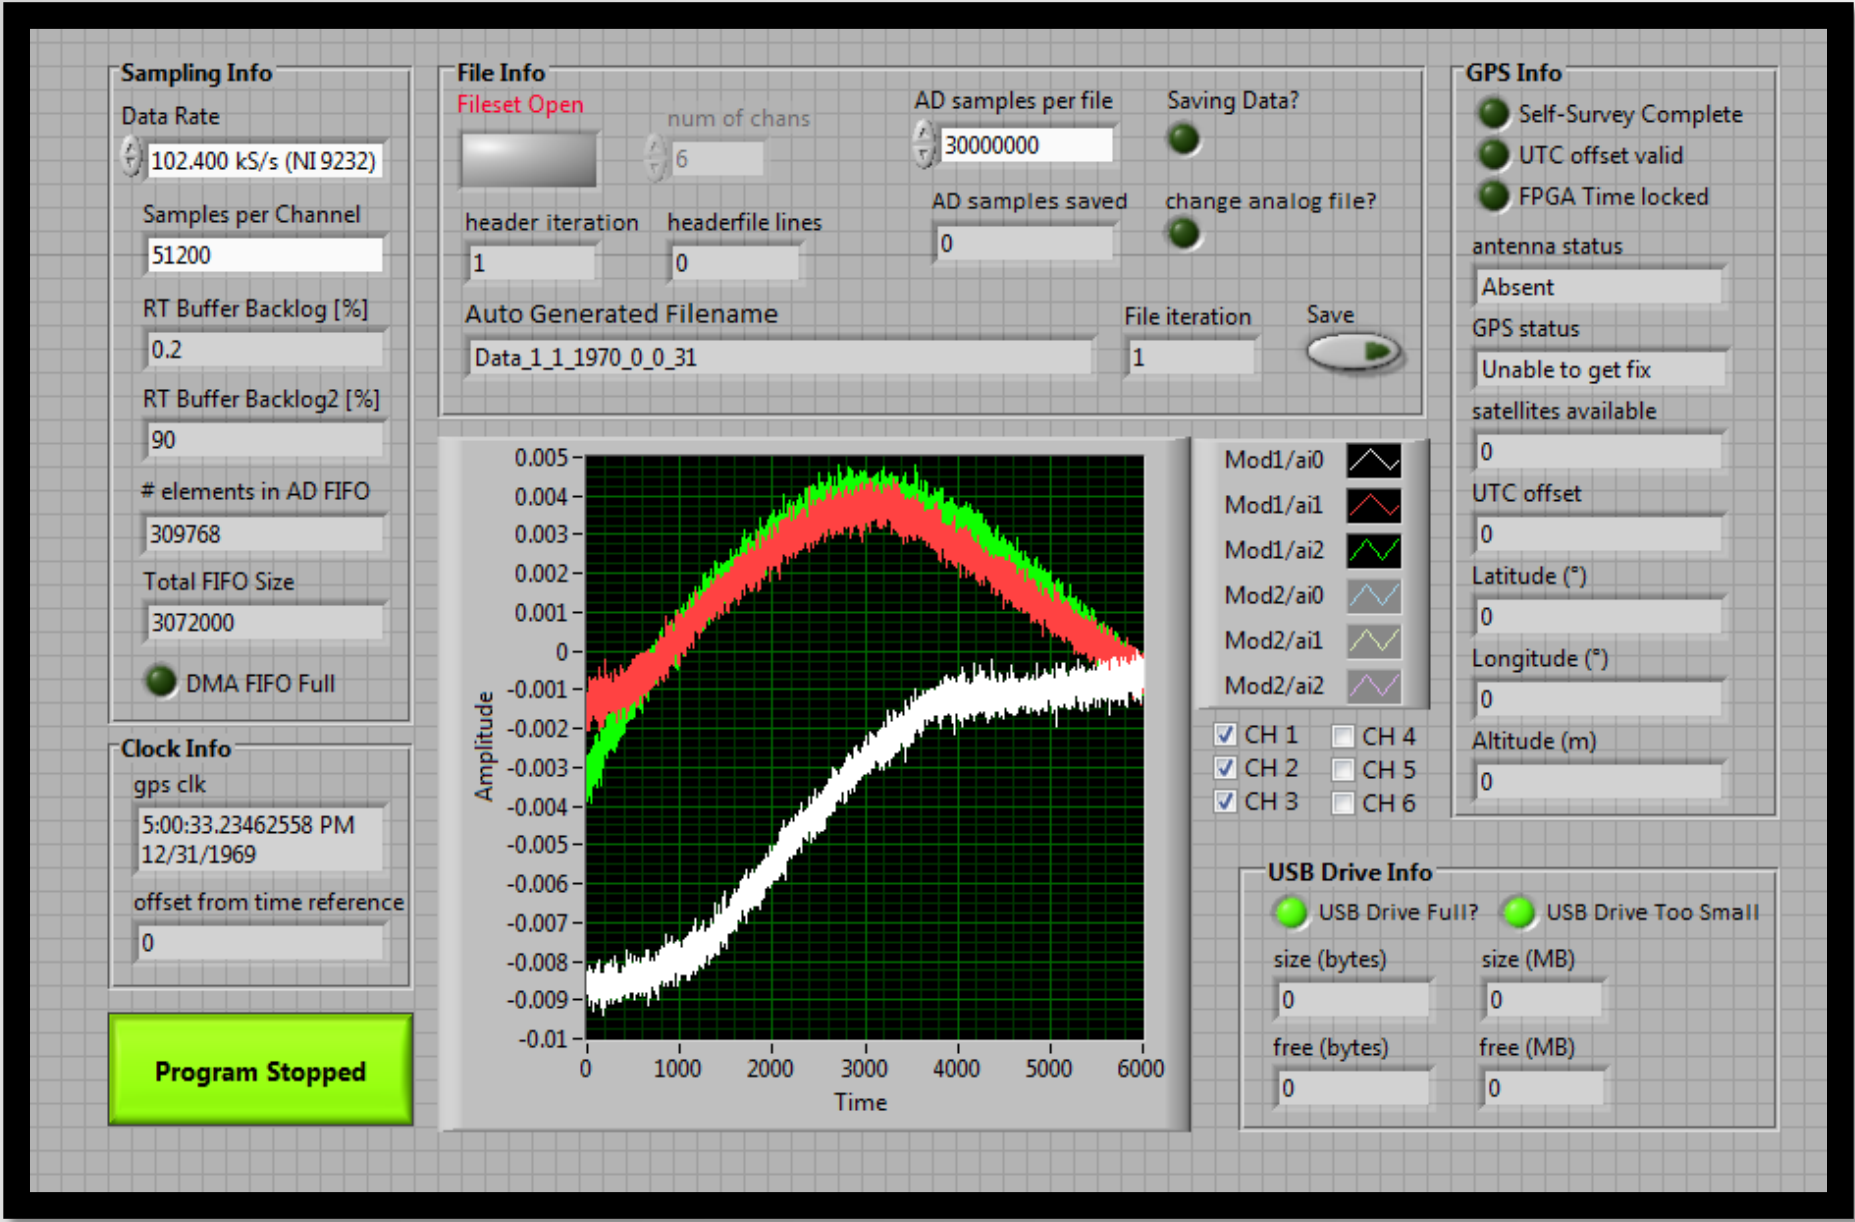 Sampling Info
Data Rate
102.400 kS/s (NI 9232)
Samples per Channel
51200
RT Buffer Backlog [%]
0.2
RT Buffer Backlog2 [%]
90
# elements in AD FIFO
309768
Total FIFO Size
3072000
DMA FIFO Full
Clock Info
gps clk
5:00:33.23462558 PM
12/31/1969
offset from time reference
0
Program Stopped
File Info
Fileset Open
num of chans
6
AD samples per file
30000000
Saving Data?
header iteration
1
headerfile lines
0
AD samples saved
0
change analog file?
Auto Generated Filename
Data_1_1_1970_0_0_31
File iteration
1
Save
Amplitude
0.005
0.004
0.003
0.002
0.001
0
-0.001
-0.002
-0.003
-0.004
-0.005
-0.006
-0.007
-0.008
-0.009
-0.01
0 1000 2000 3000 4000 5000 6000
Time
Mod1/ai0
Mod1/ai1
Mod1/ai2
Mod2/ai0
Mod2/ai1
Mod2/ai2
CH 1 CH 4
CH 2 CH 5
CH 3 CH 6
GPS Info
Self-Survey Complete
UTC offset valid
FPGA Time locked
antenna status
Absent
GPS status
Unable to get fix
satellites available
0
UTC offset
0
Latitude (°)
0
Longitude (°)
0
Altitude (m)
0
USB Drive Info
USB Drive Full? USB Drive Too Small
size (bytes) size (MB)
0 0
free (bytes) free (MB)
0 0